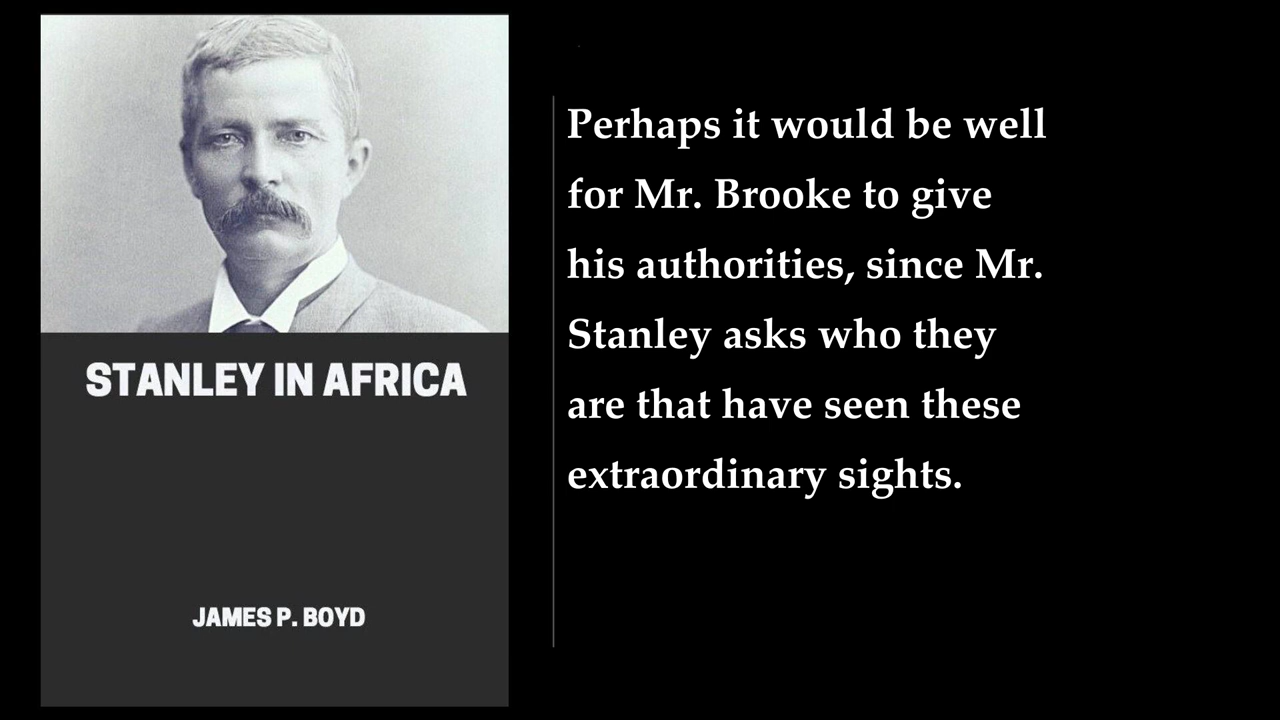 STANLEY IN AFRICA
JAMES P. BOYD
Perhaps it would be well
for Mr. Brooke to give
his authorities, since Mr.
Stanley asks who they
are that have seen these
extraordinary sights.